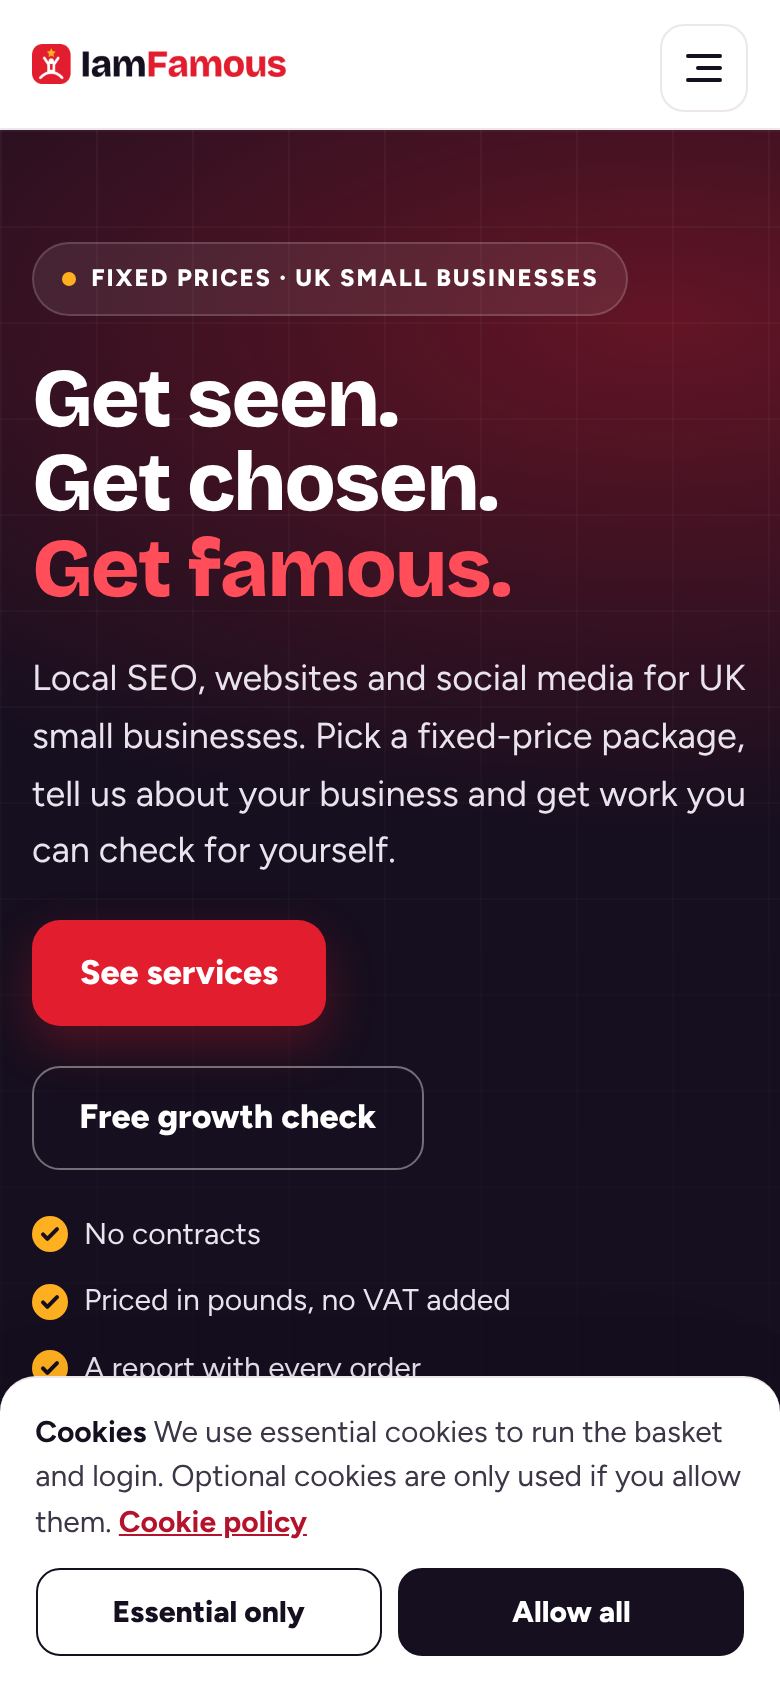 IamFamous
FIXED PRICES · UK SMALL BUSINESSES
Get seen.
Get chosen.
Get famous.
Local SEO, websites and social media for UK
small businesses. Pick a fixed-price package,
tell us about your business and get work you
can check for yourself.
See services
Free growth check
No contracts
Priced in pounds, no VAT added
A report with every order
Cookies We use essential cookies to run the basket
and login. Optional cookies are only used if you allow
them. Cookie policy
Essential only
Allow all